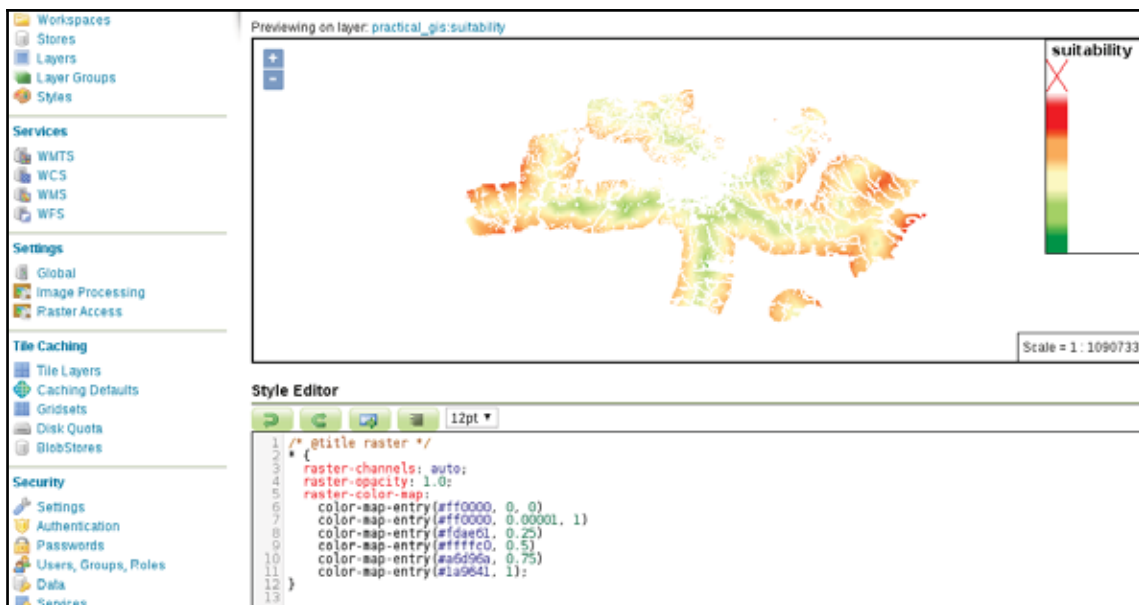 Workspaces
Stores
Layers
Layer Groups
Styles
Services
WMTS
WCS
WMS
WFS
Settings
Global
Image Processing
Raster Access
Tile Caching
Tile Layers
Caching Defaults
Gridsets
Disk Quota
BlobStores
Security
Settings
Authentication
Passwords
Users, Groups, Roles
Data
Services
Previewing on layer: practical_gis:suitability
+
-
suitability
Scale = 1 : 1090733
Style Editor
12pt
1 /* @title raster */
2 * {
3 raster-channels: auto;
4 raster-opacity: 1.0;
5 raster-color-map:
6 color-map-entry(#ff0000, 0, 0)
7 color-map-entry(#ff0000, 0.00001, 1)
8 color-map-entry(#fdae61, 0.25)
9 color-map-entry(#ffffc0, 0.5)
10 color-map-entry(#a6d96a, 0.75)
11 color-map-entry(#1a9641, 1);
12 }
13